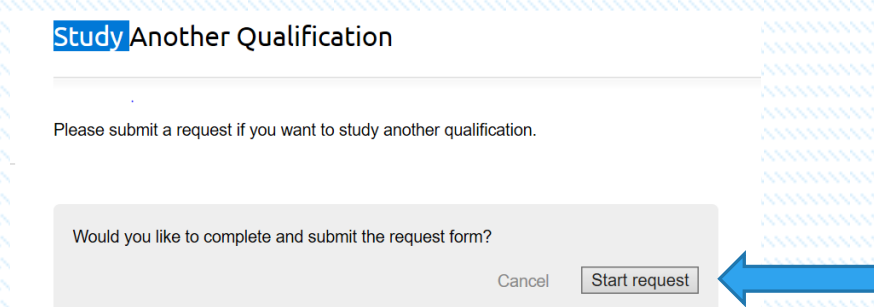 Study Another Qualification
Please submit a request if you want to study another qualification.
Would you like to complete and submit the request form?
Cancel Start request